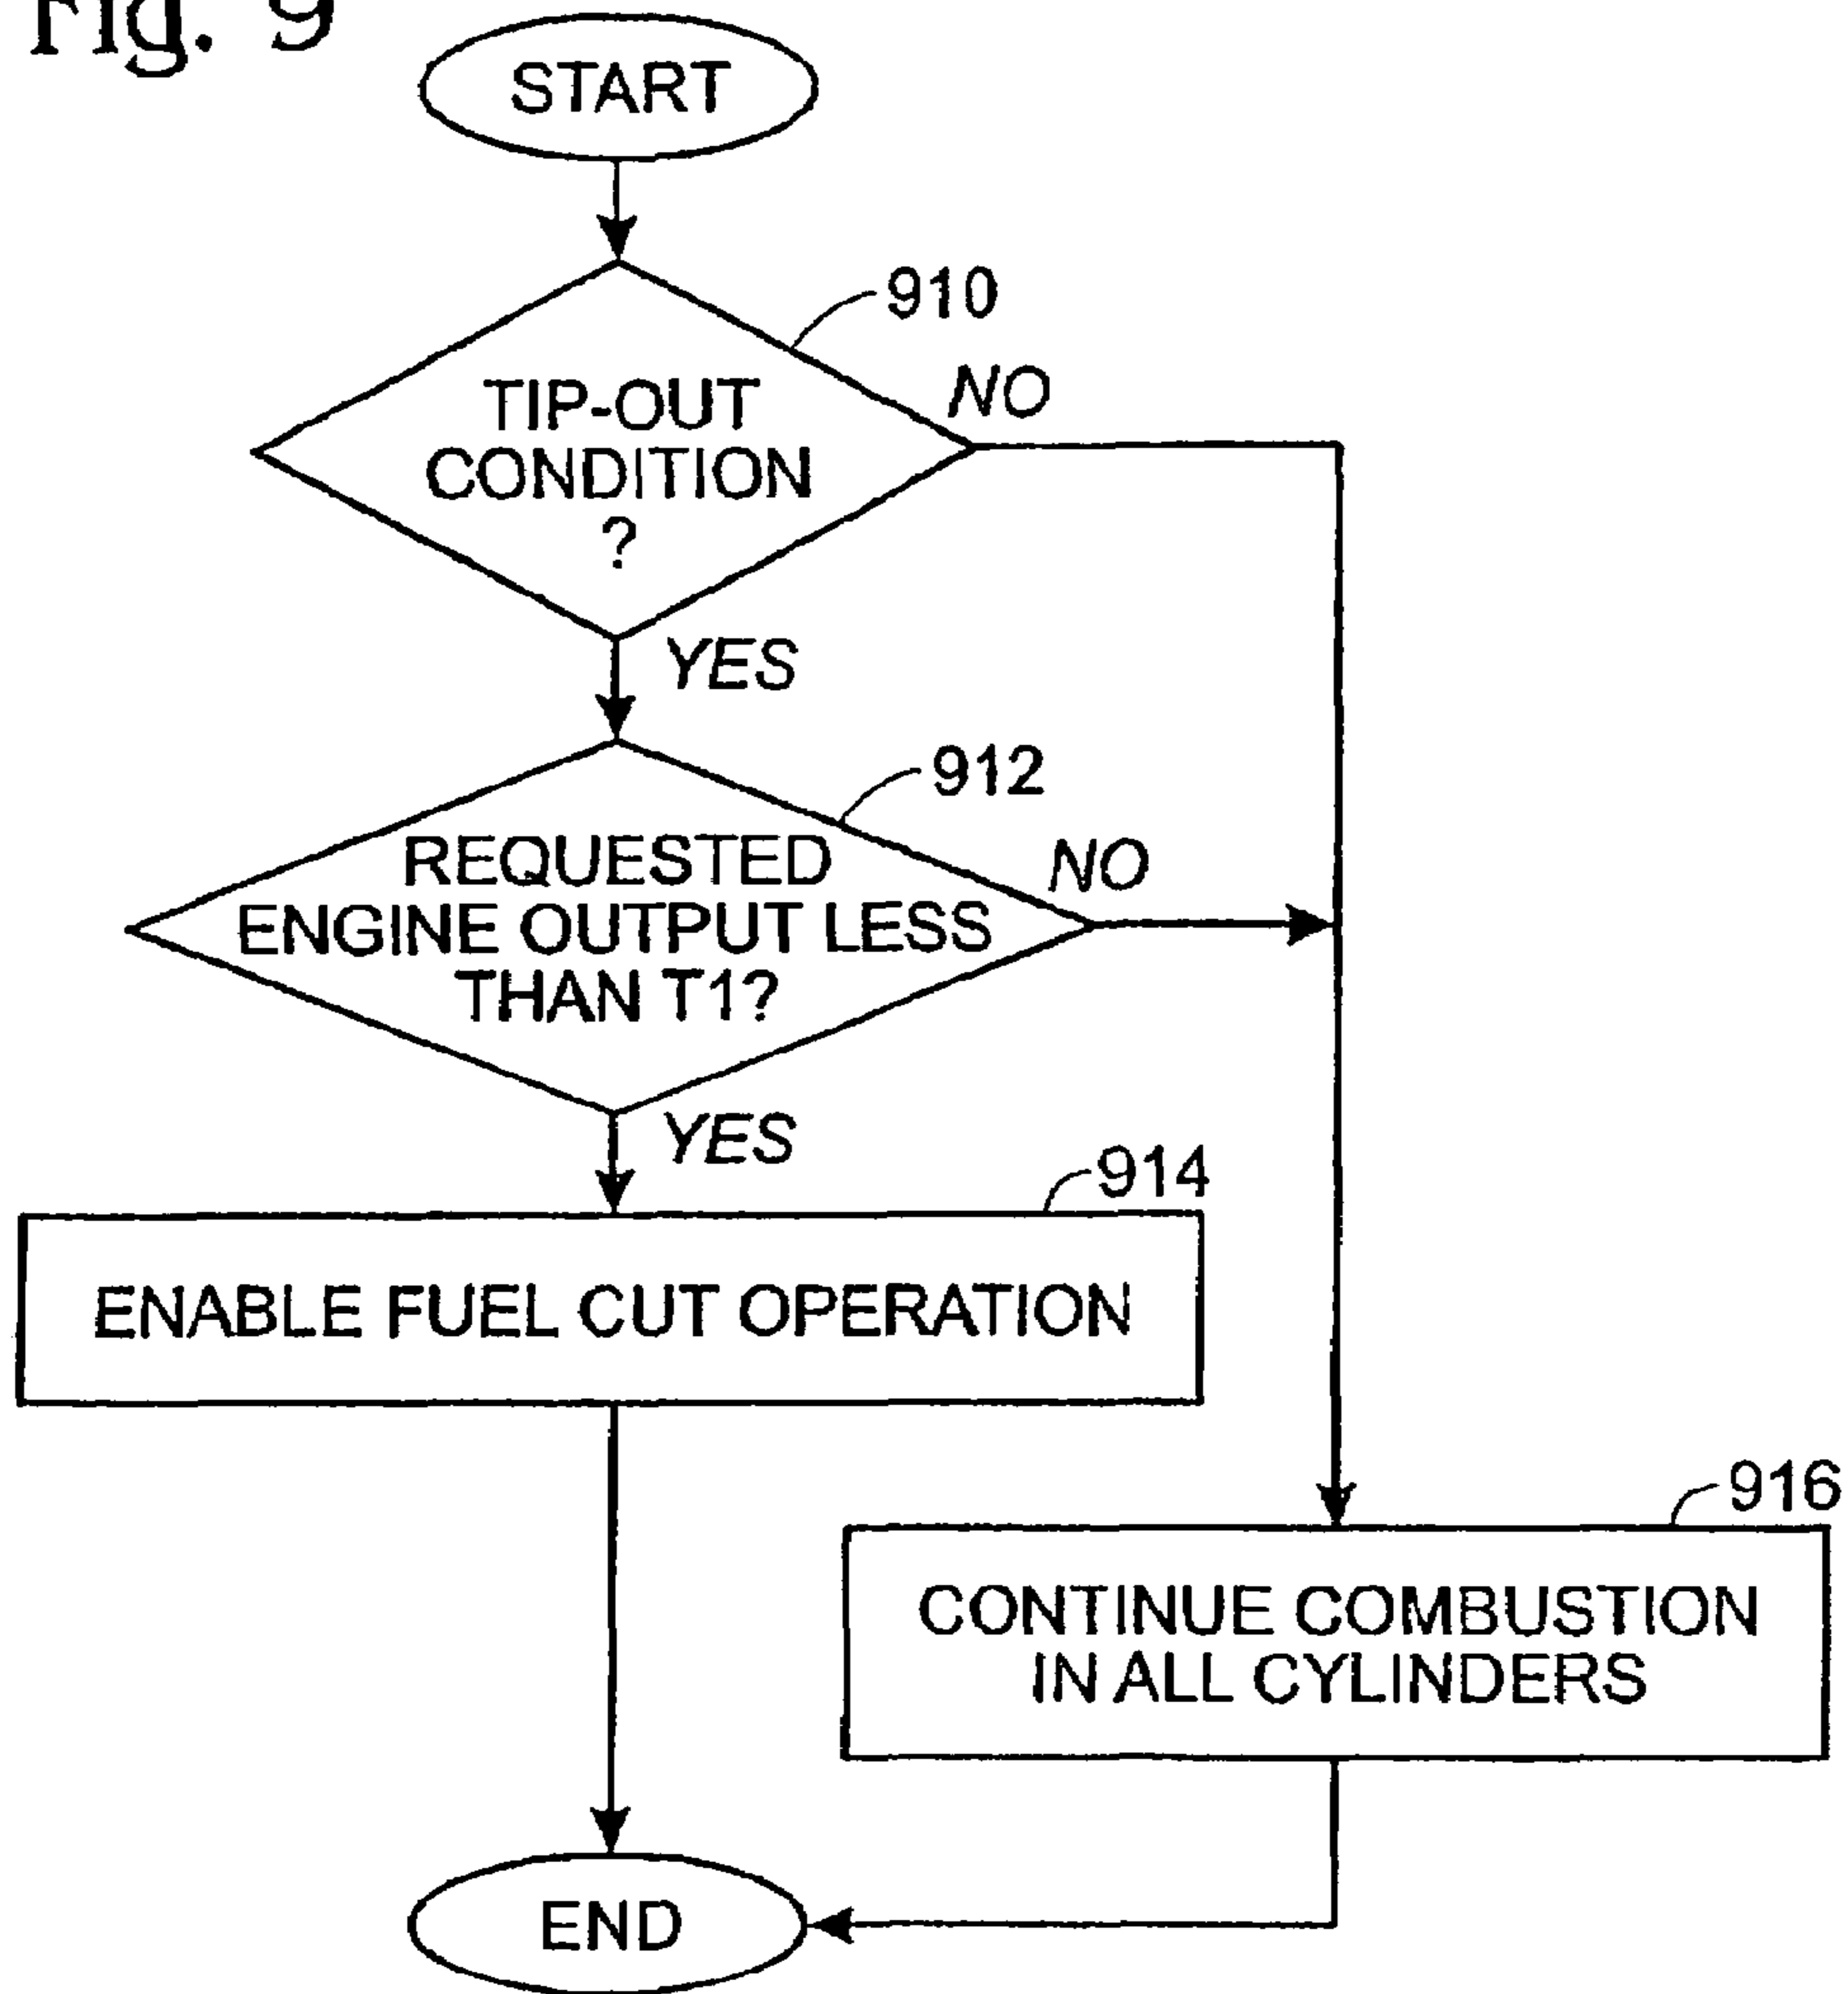 Fig. 9
START
910
TIP-OUT
CONDITION
?
NO
YES
912
REQUESTED
ENGINE OUTPUT LESS
THAN T1?
NO
YES
914
ENABLE FUEL CUT OPERATION
916
CONTINUE COMBUSTION
IN ALL CYLINDERS
END